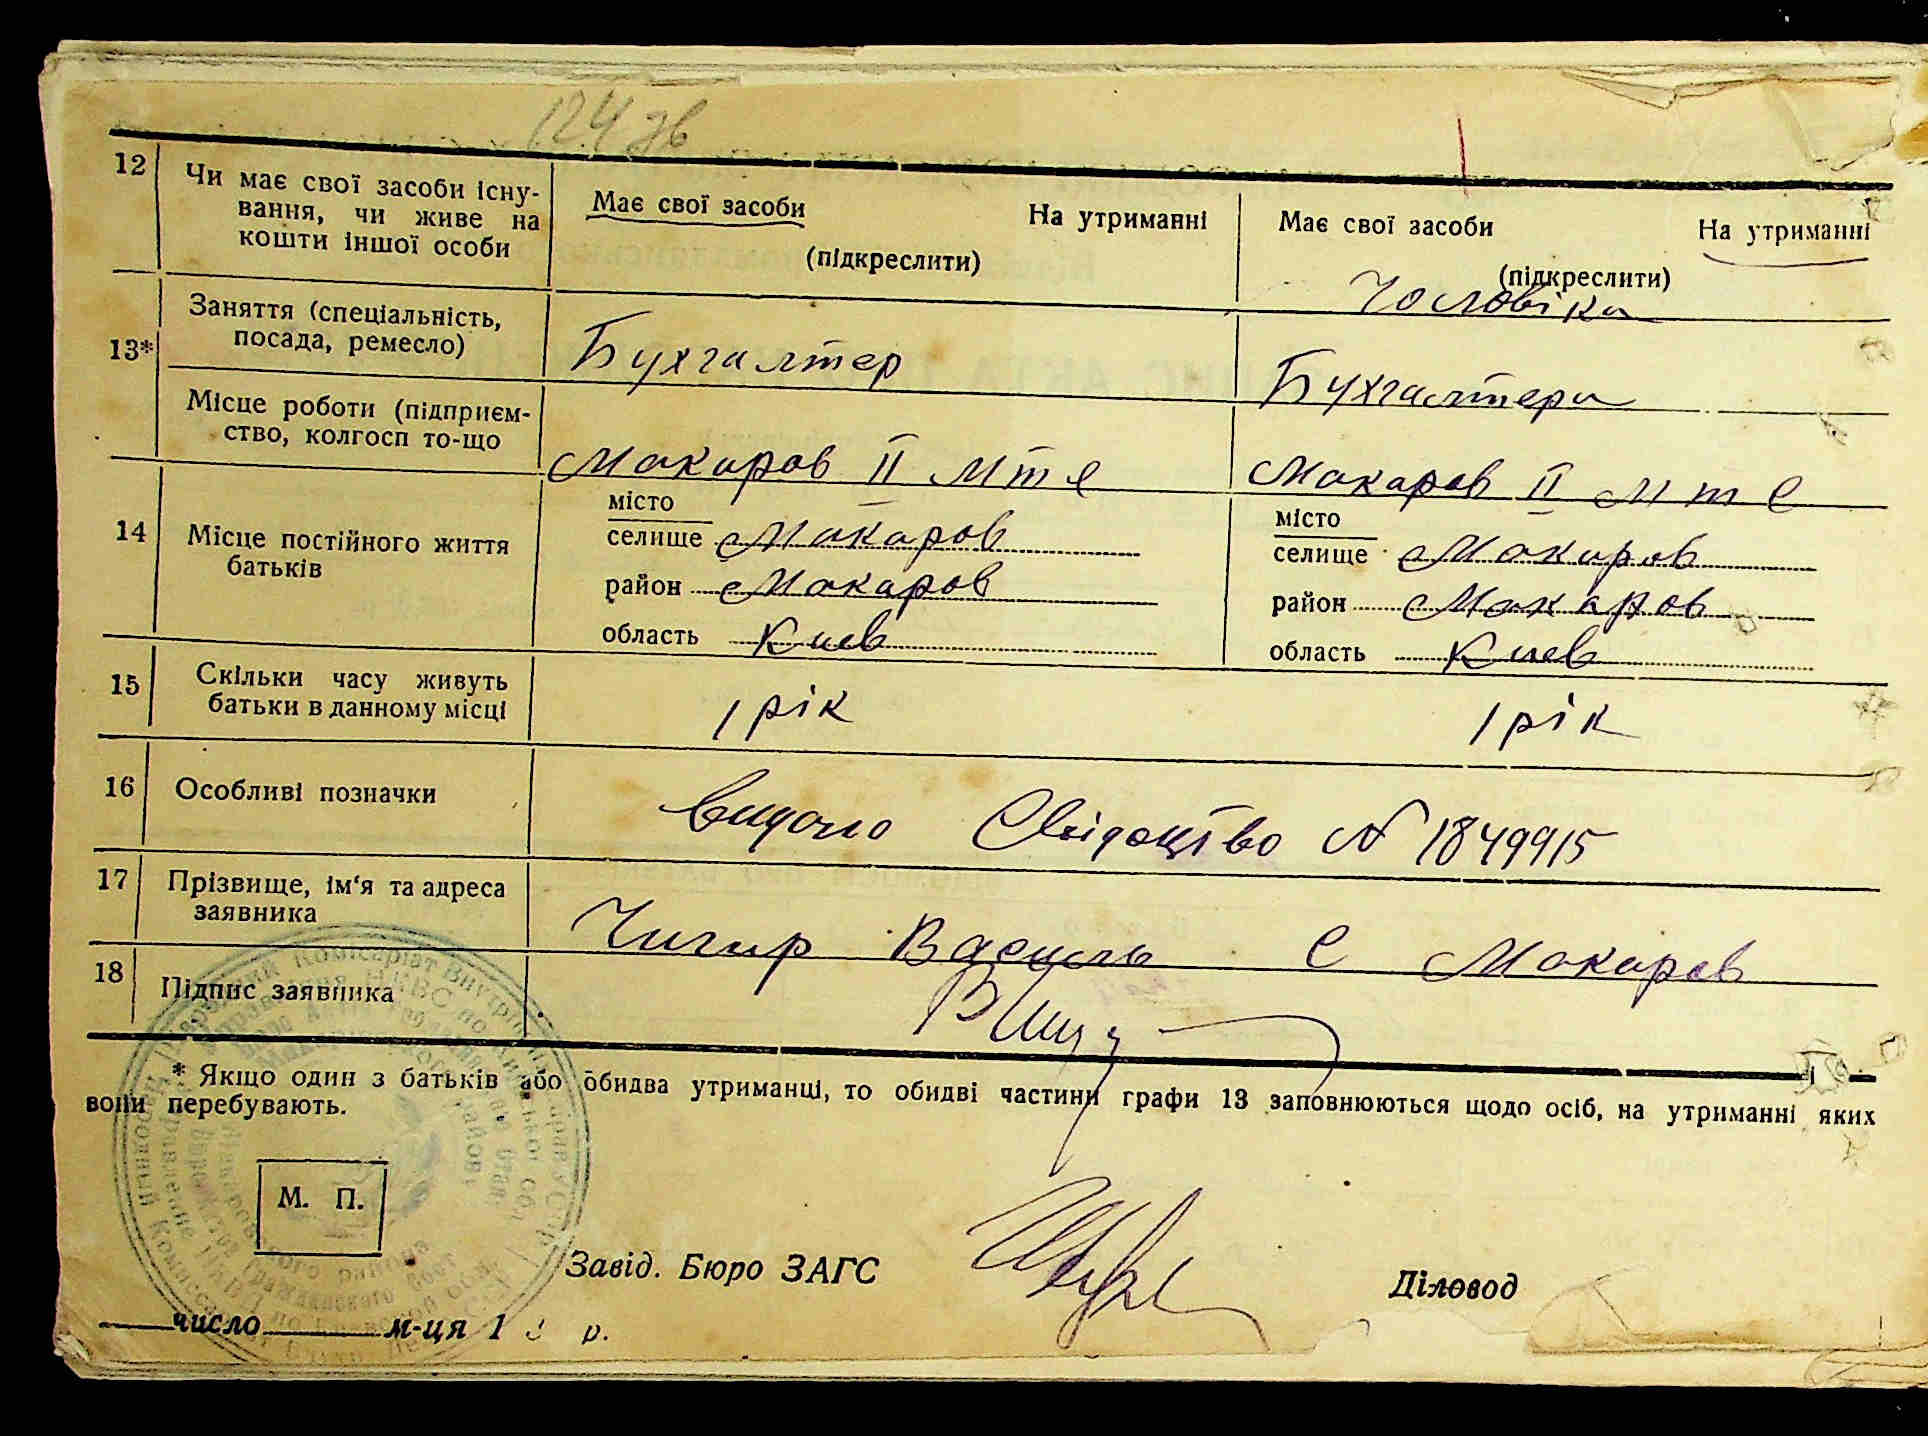 124 зв
12 Чи має свої засоби існу-
вання, чи живе на
кошти іншої особи
Має свої засоби На утриманні
(підкреслити)
Має свої засоби На утриманні
(підкреслити)
Чоловіка
13* Заняття (спеціальність,
посада, ремесло)
Бухгалтер
Бухгалтера
Місце роботи (підприєм-
ство, колгосп то-що
Макаров II МТС
Макаров II МТС
14 Місце постійного життя
батьків
місто
селище Макаров
район Макаров
область Киев
місто
селище Макаров
район Макаров
область Киев
15 Скільки часу живуть
батьки в данному місці
1 рік
1 рік
16 Особливі позначки
Видано Свідоцтво № 1849915
17 Прізвище, ім'я та адреса
заявника
Чигир Василь С Макаров
18 Підпис заявника
* Якщо один з батьків або обидва утриманці, то обидві частини графи 13 заповнюються щодо осіб, на утриманні яких
вони перебувають.
М. П.
Завід. Бюро ЗАГС
Діловод
число м-ця 1 р.